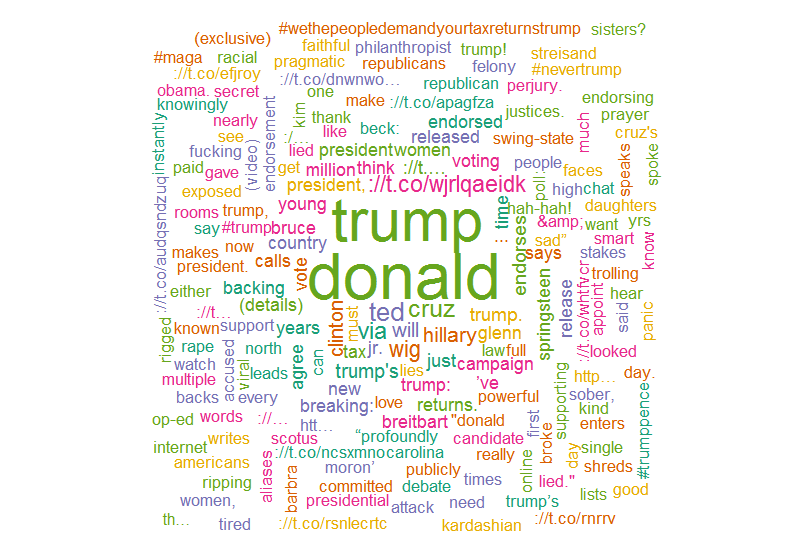 #wethepeopledemandyourtaxreturnstrump sisters?
(exclusive) faithful philanthropist trump! streisand
#maga racial pragmatic republicans felony #nevertrump
://t.co/efjroy ://t.co/dnwnwo… republican perjury. endorsing
obama. secret one make ://t.co/apagfza justices. prayer
knowingly kim thank beck: endorsed much cruz's
nearly :/… like released swing-state
see. lied presidentwomen voting people faces speaks spoke
fucking (video) endorsement get million think ://t.… poll.
instantly paid gave president, ://t.co/wjrlqaeidk high chat daughters
exposed young time hah-hah! want yrs
rooms trump, trump … &amp;
say #trump bruce endorses sad” smart know
makes now country says stakes
president. calls vote donald trolling
://t.co/audqsndzuq either backing springsteen release ://t.co/whtfvcr appoint hear
://t… (details) clinton ted cruz trump. said panic
known support years must via will hillary glenn
rigged rape north agree tax jr. wig law full looked
watch viral leads can trump's lies just campaign http… day.
multiple accused new trump: ’ve powerful sober, #trumppence
backs every breaking: love returns. first supporting kind
op-ed words ://… htt… breitbart "donald enters
writes scotus “profoundly candidate broke
internet ://t.co/ncsxmnocarolina really day single
americans moron’ publicly online shreds
ripping aliases barbra committed debate times trump’s lied." lists good
women, presidential attack need
th… tired ://t.co/rsnlecrtc kardashian ://t.co/rnrrv